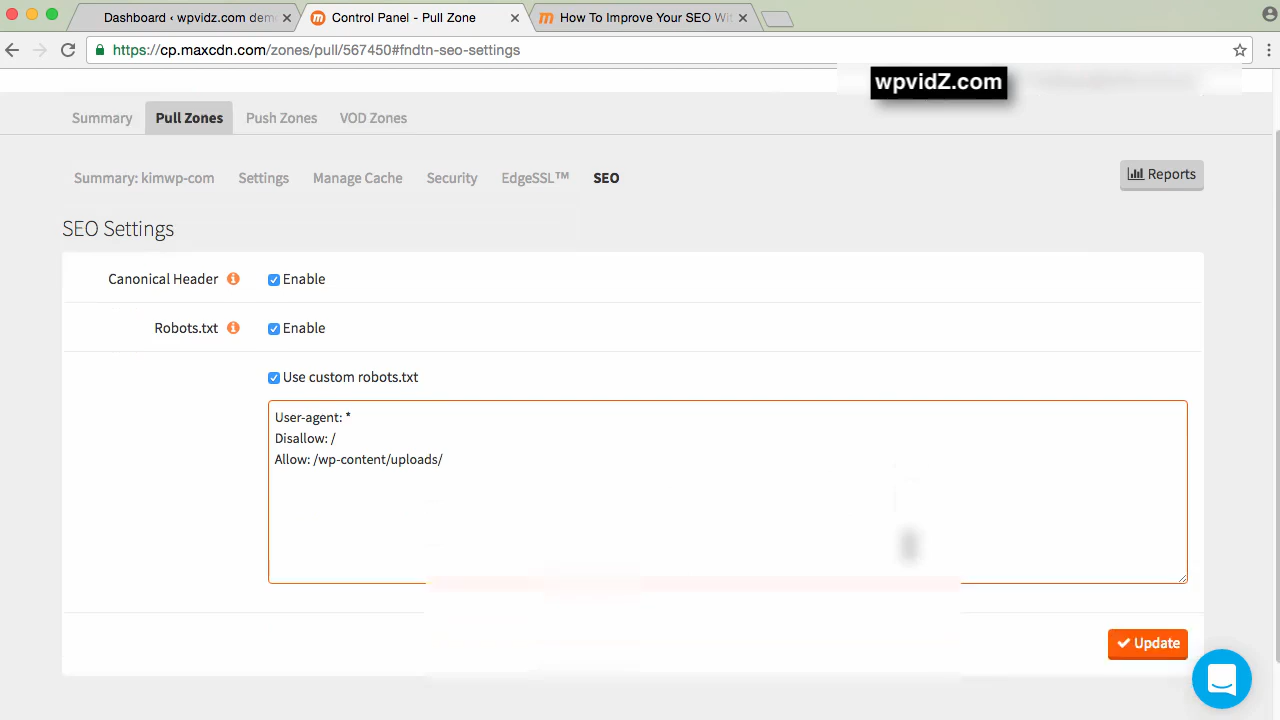 Dashboard ‹ wpvidz.com dem
Control Panel - Pull Zone
How To Improve Your SEO Wit
https://cp.maxcdn.com/zones/pull/567450#fndtn-seo-settings
wpvidZ.com
Summary
Pull Zones
Push Zones
VOD Zones
Summary: kimwp-com
Settings
Manage Cache
Security
EdgeSSL™
SEO
Reports
SEO Settings
Canonical Header
Enable
Robots.txt
Enable
Use custom robots.txt
User-agent: *
Disallow: /
Allow: /wp-content/uploads/
Update